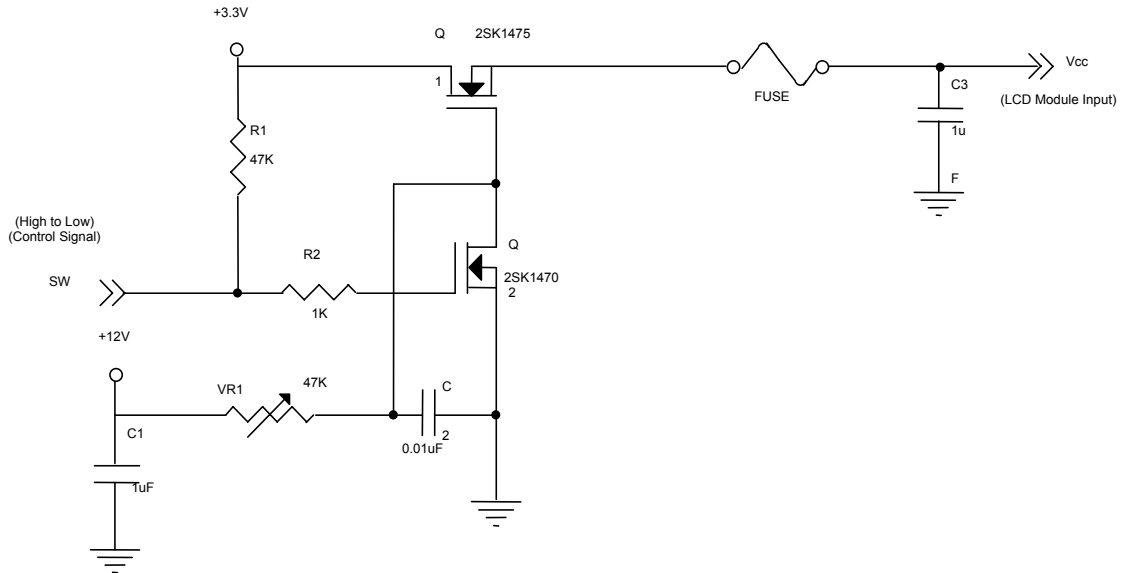 +3.3V
Q 2SK1475
1
FUSE
Vcc
C3
(LCD Module Input)
1u
F
R1
47K
(High to Low)
(Control Signal)
SW
R2
1K
Q
2SK1470
2
+12V
VR1
47K
C
2
0.01uF
C1
1uF